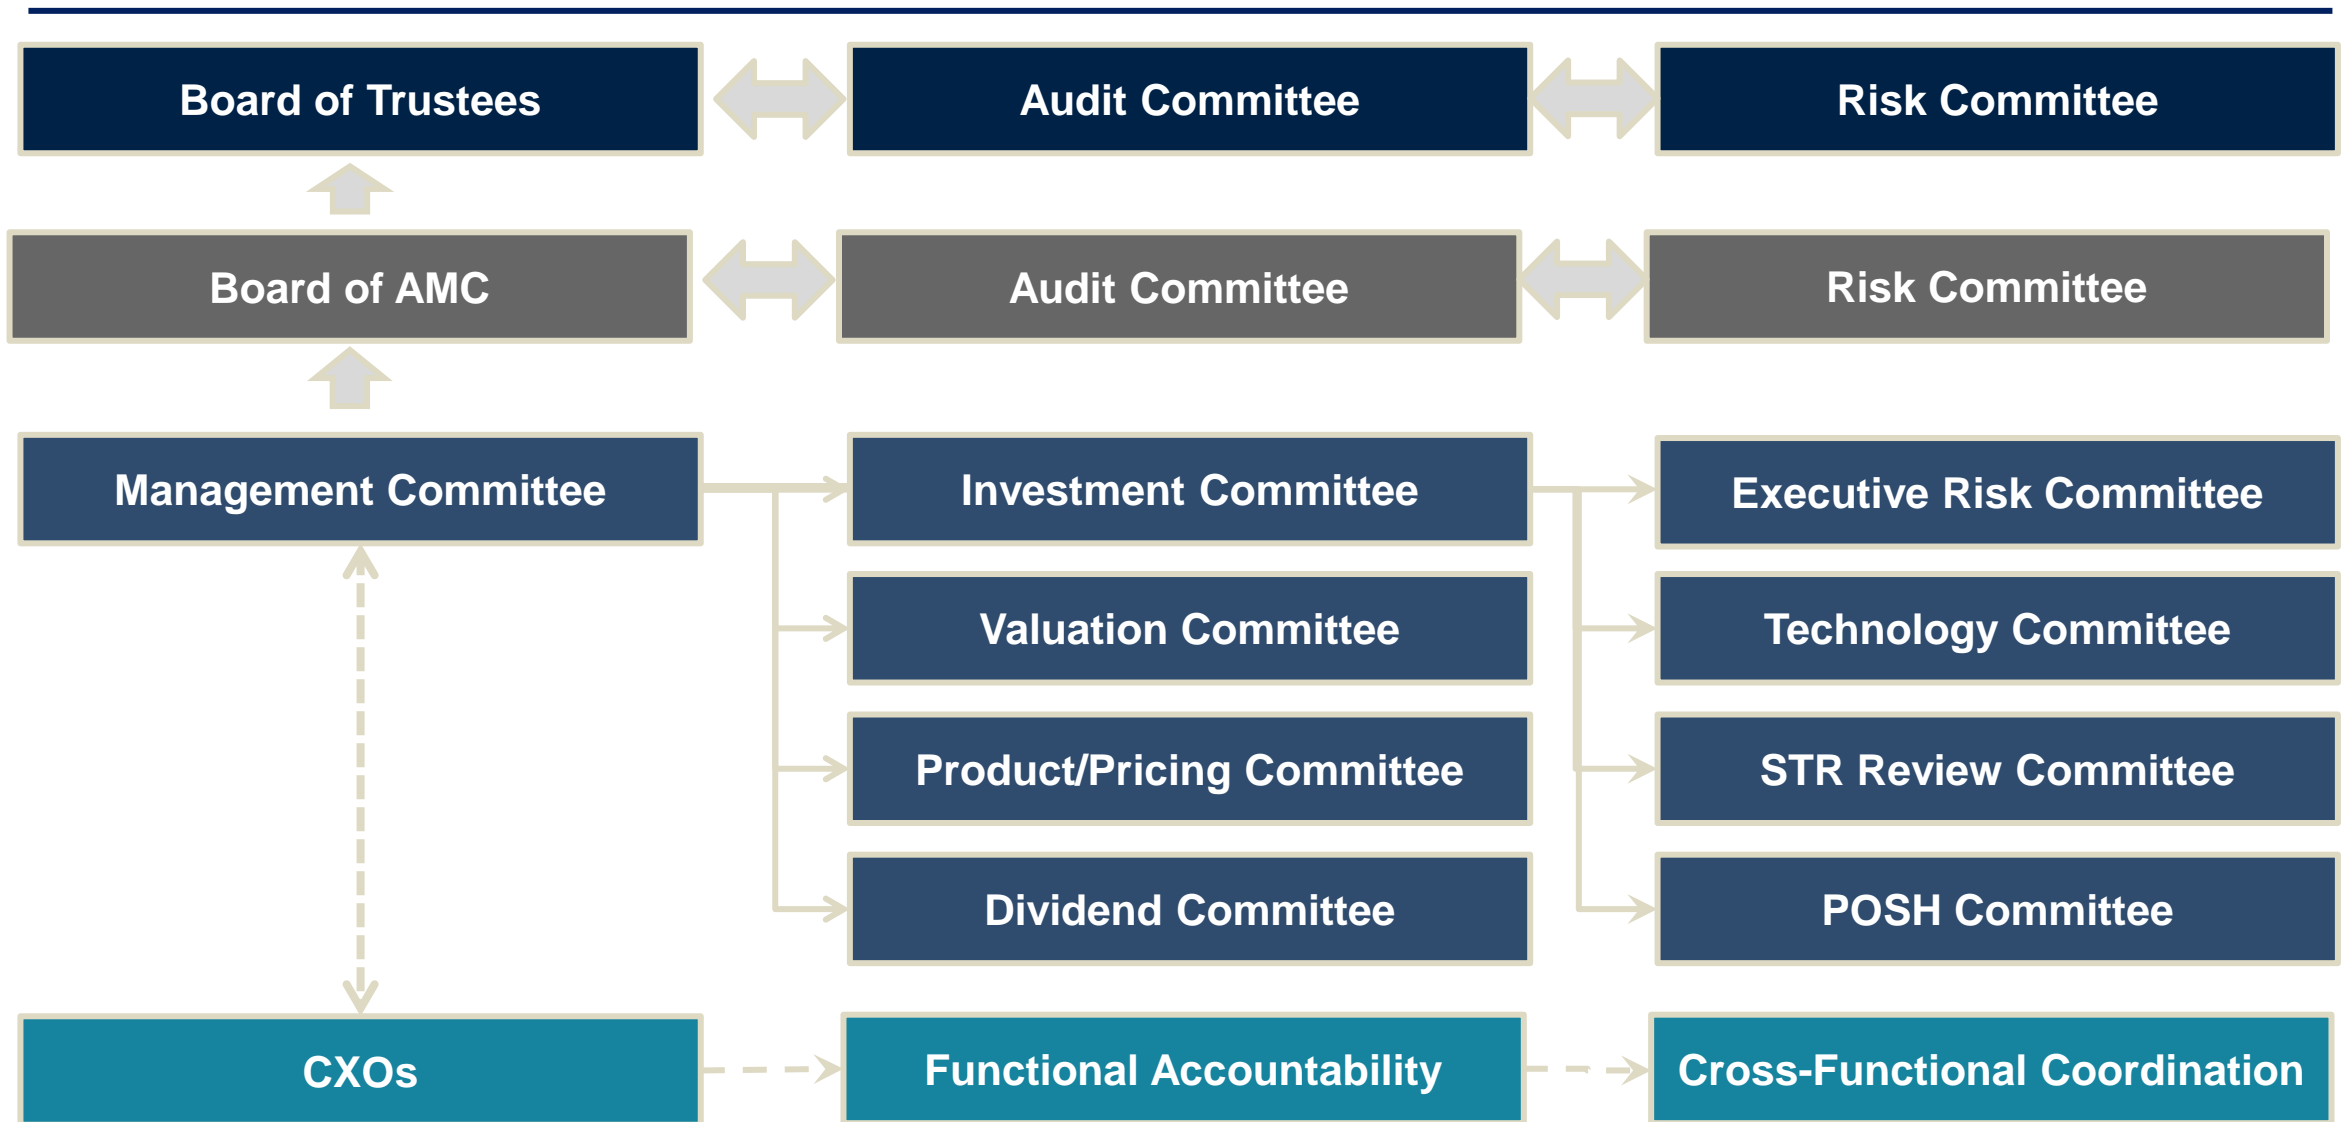 Board of Trustees
Audit Committee
Risk Committee
Board of AMC
Audit Committee
Risk Committee
Management Committee
Investment Committee
Executive Risk Committee
Valuation Committee
Technology Committee
Product/Pricing Committee
STR Review Committee
Dividend Committee
POSH Committee
CXOs
Functional Accountability
Cross-Functional Coordination